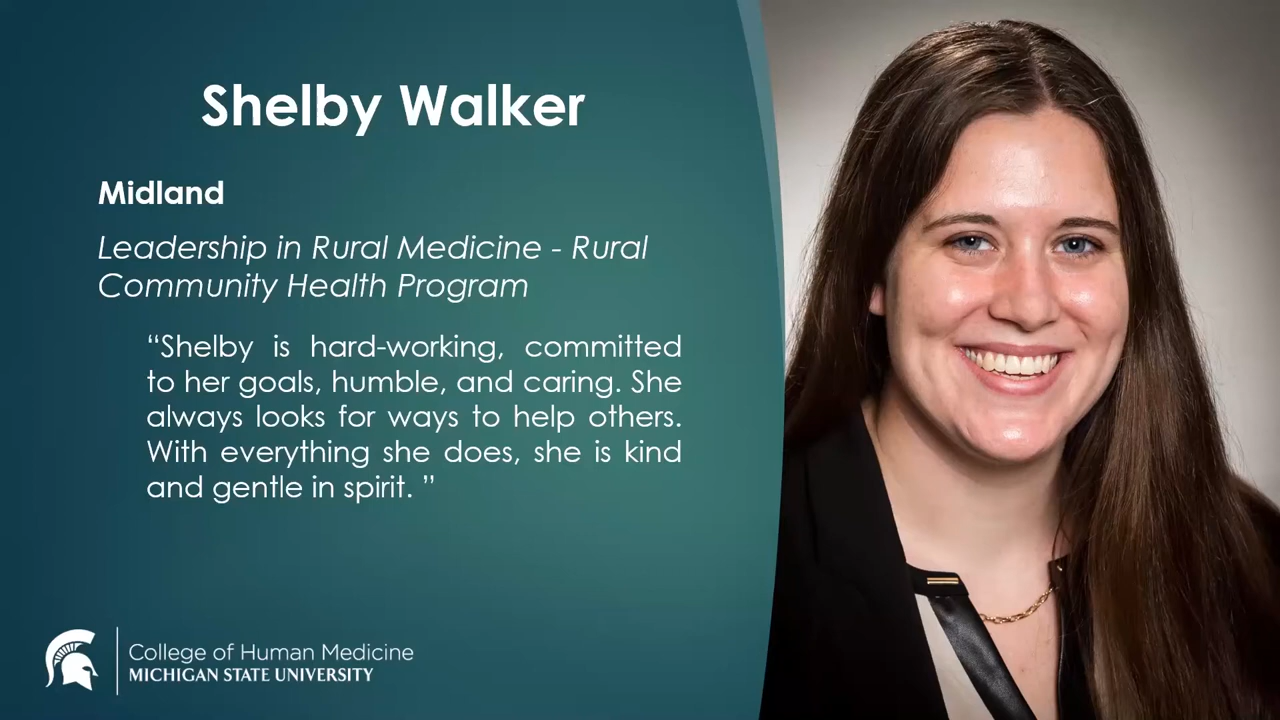 Shelby Walker
Midland
Leadership in Rural Medicine - Rural
Community Health Program
“Shelby is hard-working, committed
to her goals, humble, and caring. She
always looks for ways to help others.
With everything she does, she is kind
and gentle in spirit. ”
College of Human Medicine
MICHIGAN STATE UNIVERSITY